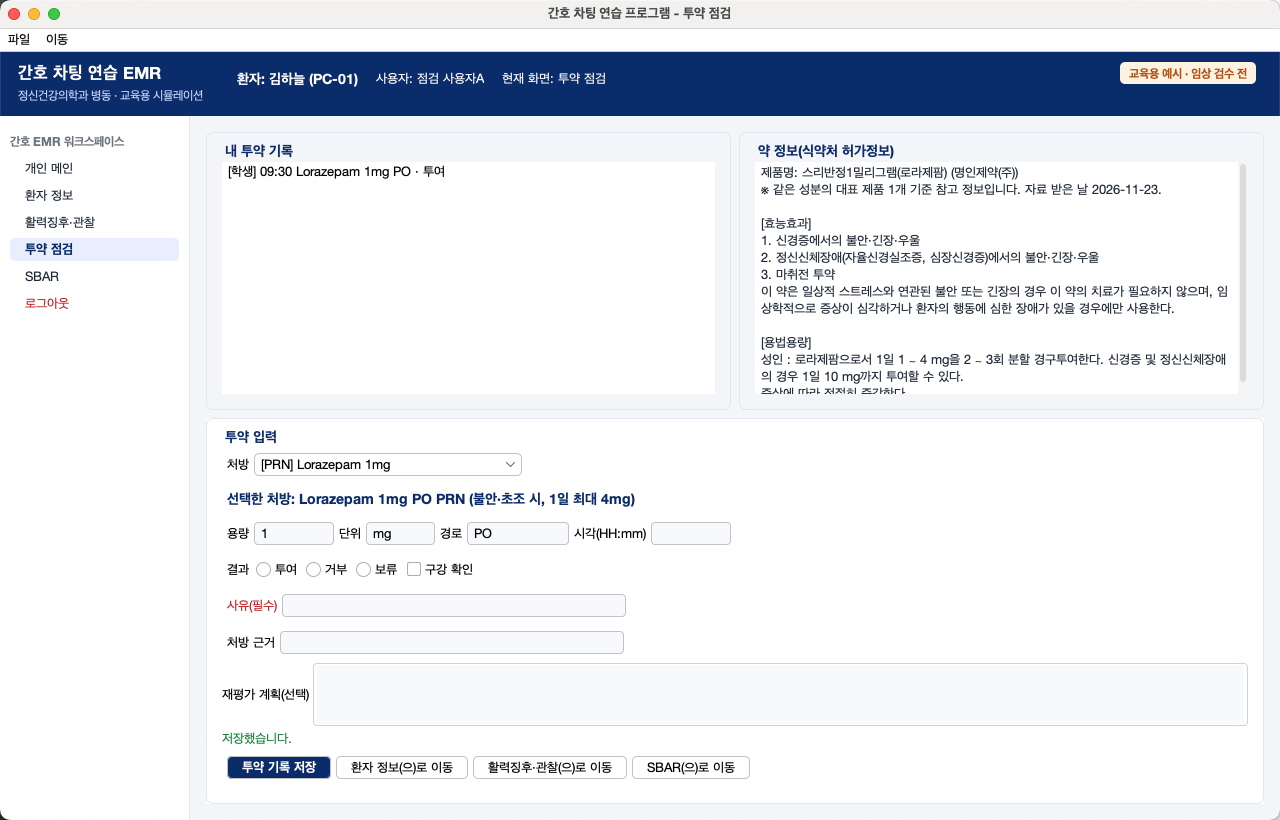 간호 차팅 연습 프로그램 - 투약 점검
파일 이동
간호 차팅 연습 EMR
정신건강의학과 병동 · 교육용 시뮬레이션
환자: 김하늘 (PC-01) 사용자: 점검 사용자A 현재 화면: 투약 점검
교육용 예시 · 임상 검수 전
간호 EMR 워크스페이스
개인 메인
환자 정보
활력징후·관찰
투약 점검
SBAR
로그아웃
내 투약 기록
[학생] 09:30 Lorazepam 1mg PO · 투여
약 정보(식약처 허가정보)
제품명: 스리반정1밀리그램(로라제팜) (명인제약(주))
※ 같은 성분의 대표 제품 1개 기준 참고 정보입니다. 자료 받은 날 2026-11-23.
[효능효과]
1. 신경증에서의 불안·긴장·우울
2. 정신신체장애(자율신경실조증, 심장신경증)에서의 불안·긴장·우울
3. 마취전 투약
이 약은 일상적 스트레스와 연관된 불안 또는 긴장의 경우 이 약의 치료가 필요하지 않으며, 임
상학적으로 증상이 심각하거나 환자의 행동에 심한 장애가 있을 경우에만 사용한다.
[용법용량]
성인 : 로라제팜으로서 1일 1 ~ 4 mg을 2 ~ 3회 분할 경구투여한다. 신경증 및 정신신체장애
의 경우 1일 10 mg까지 투여할 수 있다.
증상에 따라 적절히 증감한다
투약 입력
처방 [PRN] Lorazepam 1mg
선택한 처방: Lorazepam 1mg PO PRN (불안·초조 시, 1일 최대 4mg)
용량 1 단위 mg 경로 PO 시각(HH:mm)
결과 투여 거부 보류 구강 확인
사유(필수)
처방 근거
재평가 계획(선택)
저장했습니다.
투약 기록 저장 환자 정보(으)로 이동 활력징후·관찰(으)로 이동 SBAR(으)로 이동